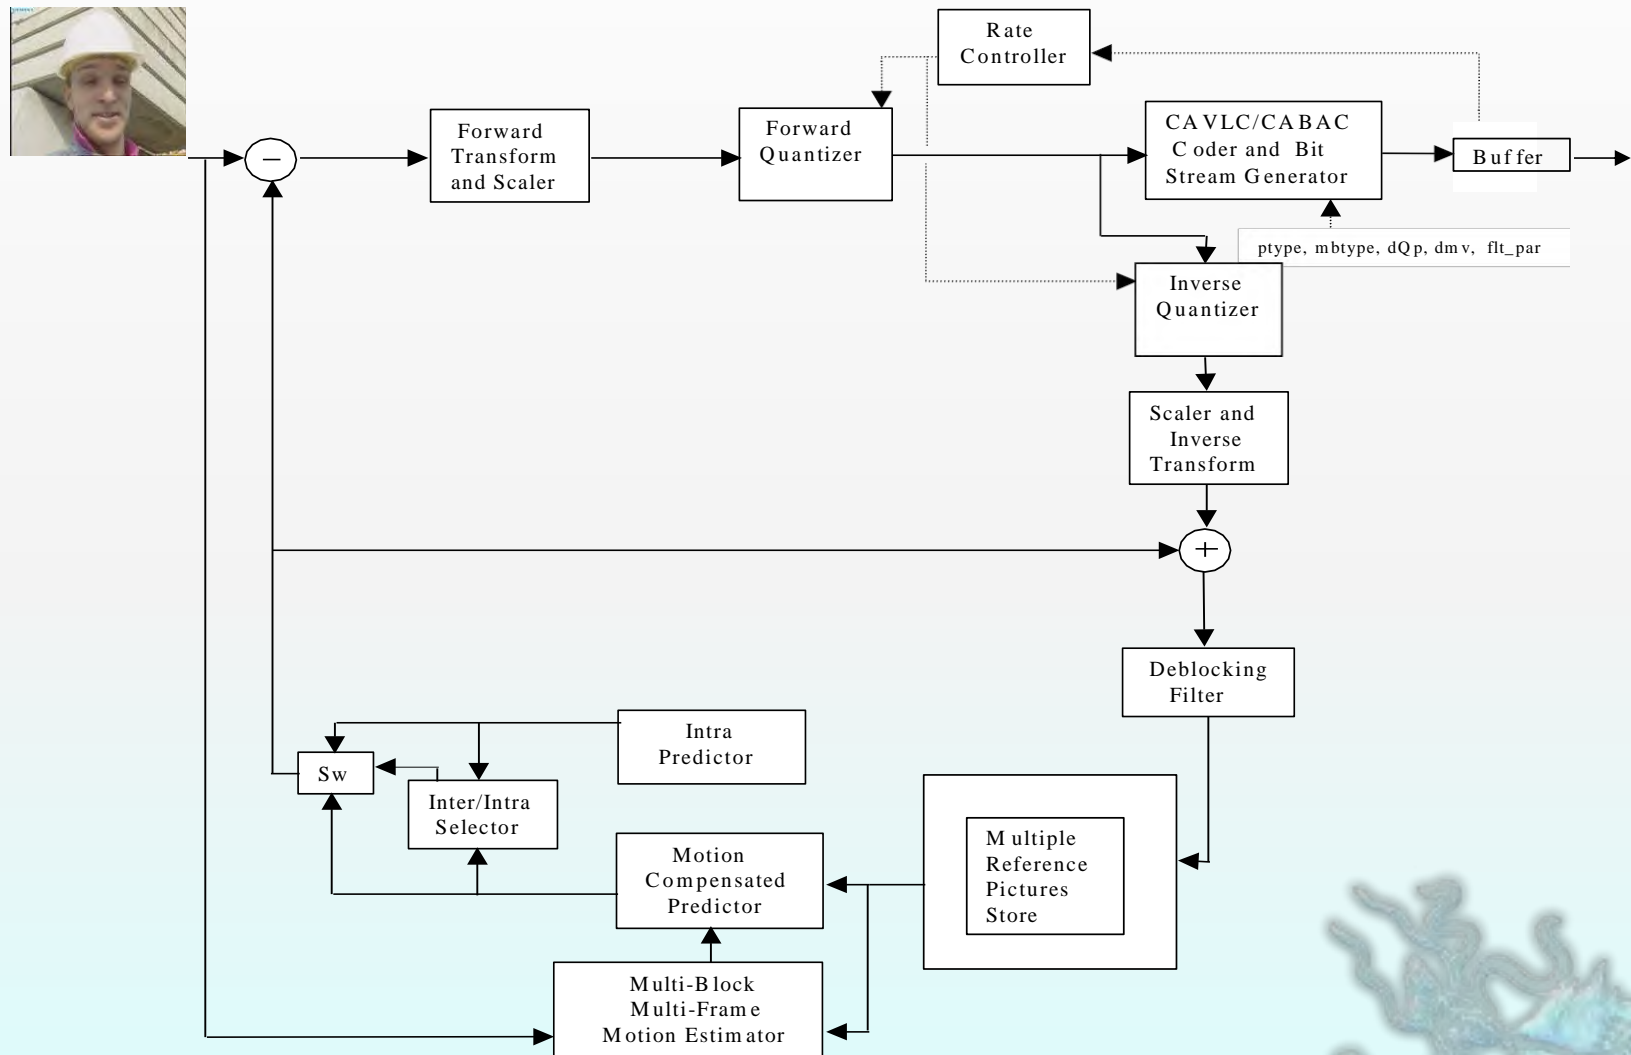 Rate
Controller
Forward
Transform
and Scaler
Forward
Quantizer
CAVLC/CABAC
Coder and Bit
Stream Generator
Buffer
ptype, mbtype, dQp, dmv, flt_par
Inverse
Quantizer
Scaler and
Inverse
Transform
Deblocking
Filter
Intra
Predictor
Sw
Inter/Intra
Selector
Motion
Compensated
Predictor
Multiple
Reference
Pictures
Store
Multi-Block
Multi-Frame
Motion Estimator